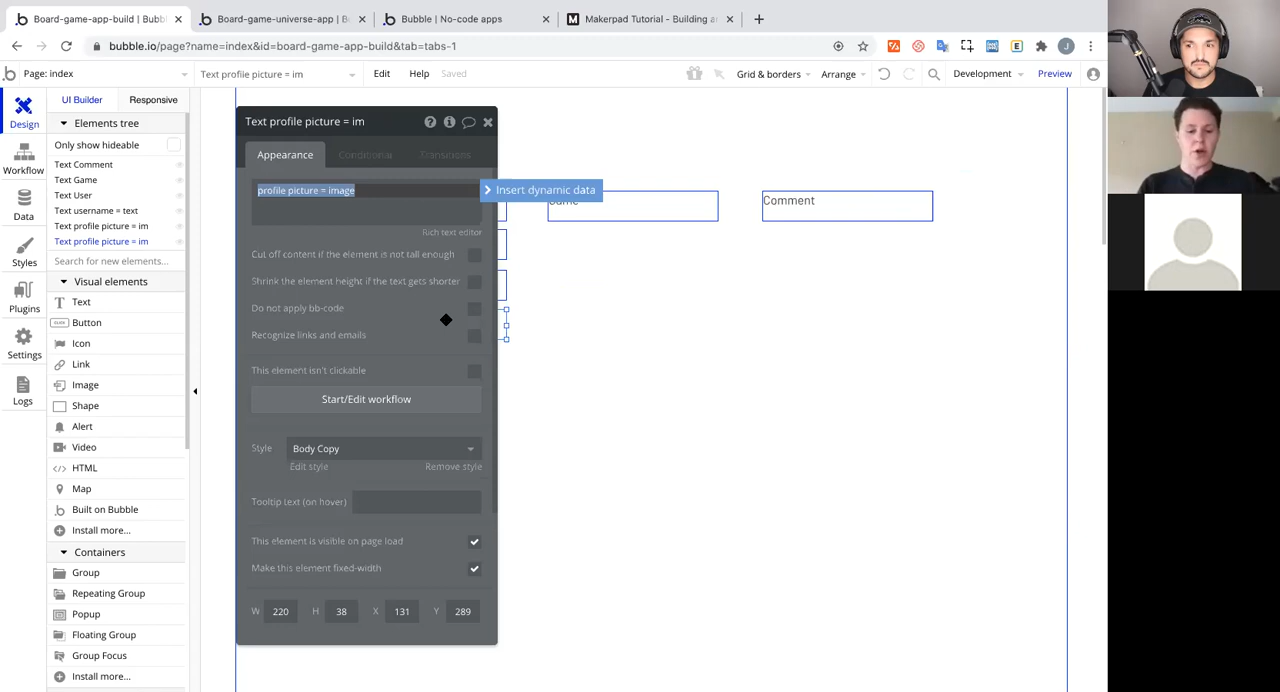 Board-game-app-build | Bubbl
Board-game-universe-app | B
Bubble | No-code apps
Makerpad Tutorial - Building a
bubble.io/page?name=index&id=board-game-app-build&tab=tabs-1
Page: index
Text profile picture = im
Edit
Help
Saved
Grid & borders
Arrange
Development
Preview
Design
Workflow
Data
Styles
Plugins
Settings
Logs
UI Builder
Responsive
Elements tree
Only show hideable
Text Comment
Text Game
Text User
Text username = text
Text profile picture = im
Text profile picture = im
Search for new elements...
Visual elements
Text
Button
Icon
Link
Image
Shape
Alert
Video
HTML
Map
Built on Bubble
Install more...
Containers
Group
Repeating Group
Popup
Floating Group
Group Focus
Install more...
Text profile picture = im
Appearance
Conditional
Transitions
profile picture = image
Insert dynamic data
Rich text editor
Cut off content if the element is not tall enough
Shrink the element height if the text gets shorter
Do not apply bb-code
Recognize links and emails
This element isn't clickable
Start/Edit workflow
Style
Body Copy
Edit style
Remove style
Tooltip text (on hover)
This element is visible on page load
Make this element fixed-width
W 220 H 38 X 131 Y 289
Comment